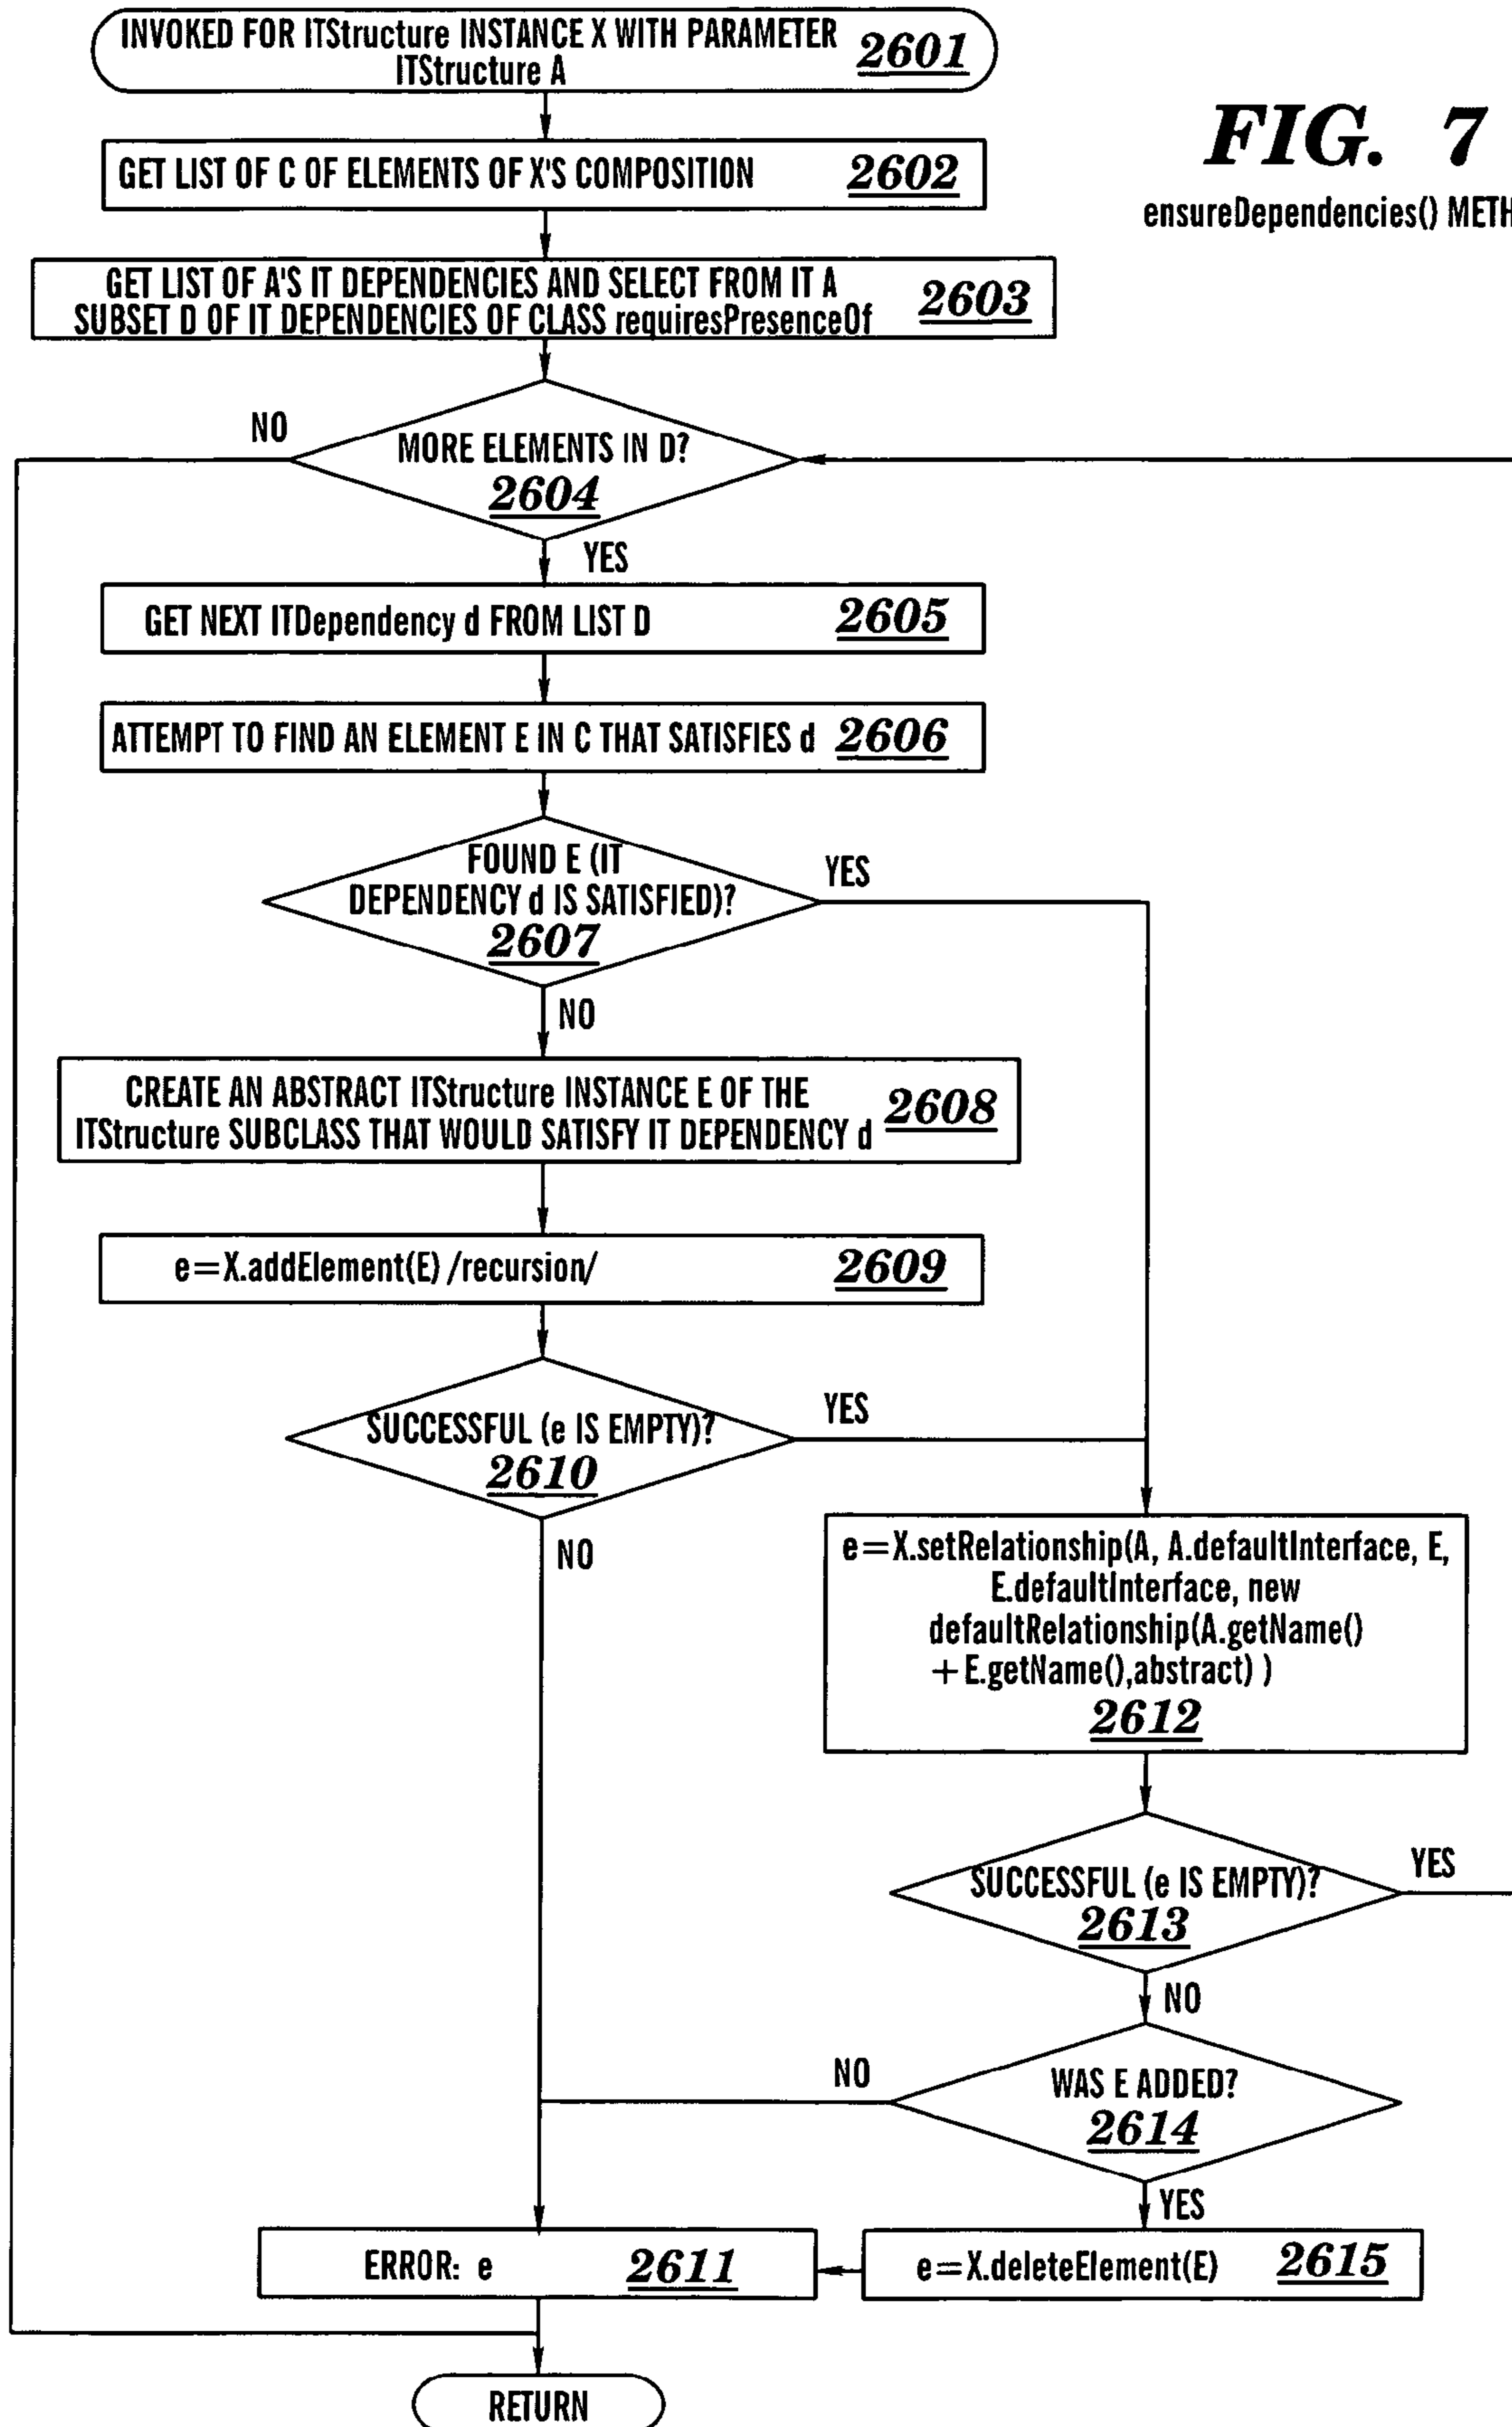 INVOKED FOR ITStructure INSTANCE X WITH PARAMETER
ITStructure A
2601
FIG. 7
ensureDependencies() METH
GET LIST OF C OF ELEMENTS OF X'S COMPOSITION 2602
GET LIST OF A'S IT DEPENDENCIES AND SELECT FROM IT A
SUBSET D OF IT DEPENDENCIES OF CLASS requiresPresenceOf
2603
NO
MORE ELEMENTS IN D?
2604
YES
GET NEXT ITDependency d FROM LIST D 2605
ATTEMPT TO FIND AN ELEMENT E IN C THAT SATISFIES d 2606
FOUND E (IT
DEPENDENCY d IS SATISFIED)?
2607
YES
NO
CREATE AN ABSTRACT ITStructure INSTANCE E OF THE
ITStructure SUBCLASS THAT WOULD SATISFY IT DEPENDENCY d
2608
e=X.addElement(E) /recursion/ 2609
SUCCESSFUL (e IS EMPTY)?
2610
YES
NO
e=X.setRelationship(A, A.defaultInterface, E,
E.defaultInterface, new
defaultRelationship(A.getName()
+E.getName(),abstract) )
2612
SUCCESSFUL (e IS EMPTY)?
2613
YES
NO
WAS E ADDED?
2614
NO
YES
ERROR: e 2611
e=X.deleteElement(E) 2615
RETURN